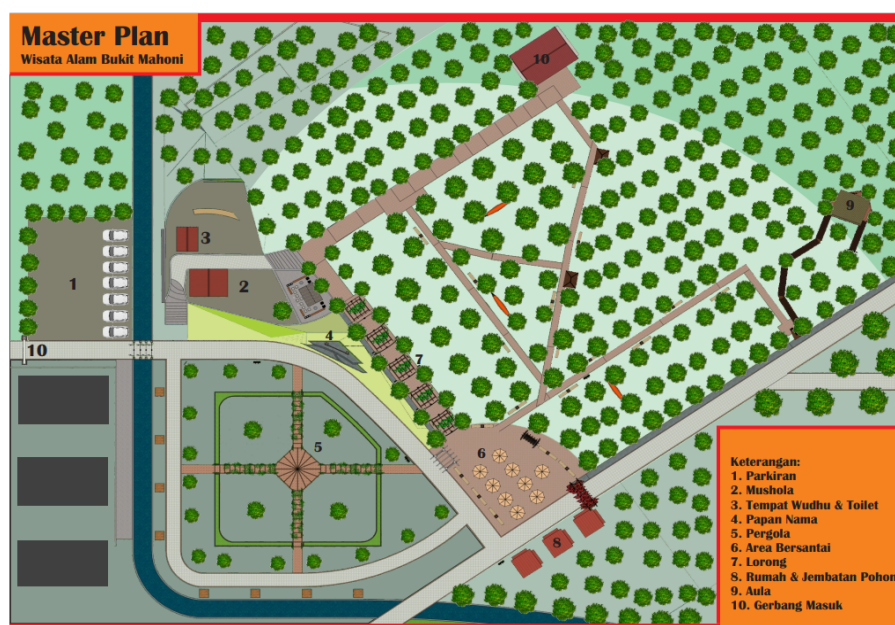 Master Plan
Wisata Alam Bukit Mahoni
10
9
3
1
2
4
10
7
5
6
8
Keterangan:
1. Parkiran
2. Mushola
3. Tempat Wudhu & Toilet
4. Papan Nama
5. Pergola
6. Area Bersantai
7. Lorong
8. Rumah & Jembatan Pohon
9. Aula
10. Gerbang Masuk